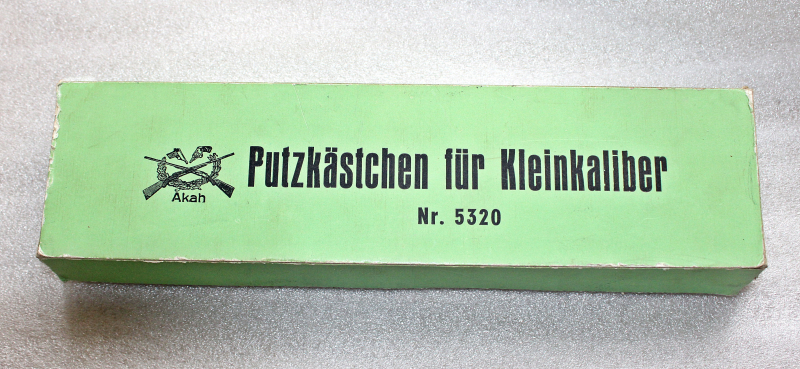 Putzkästchen für Kleinkaliber
Akah
Nr. 5320